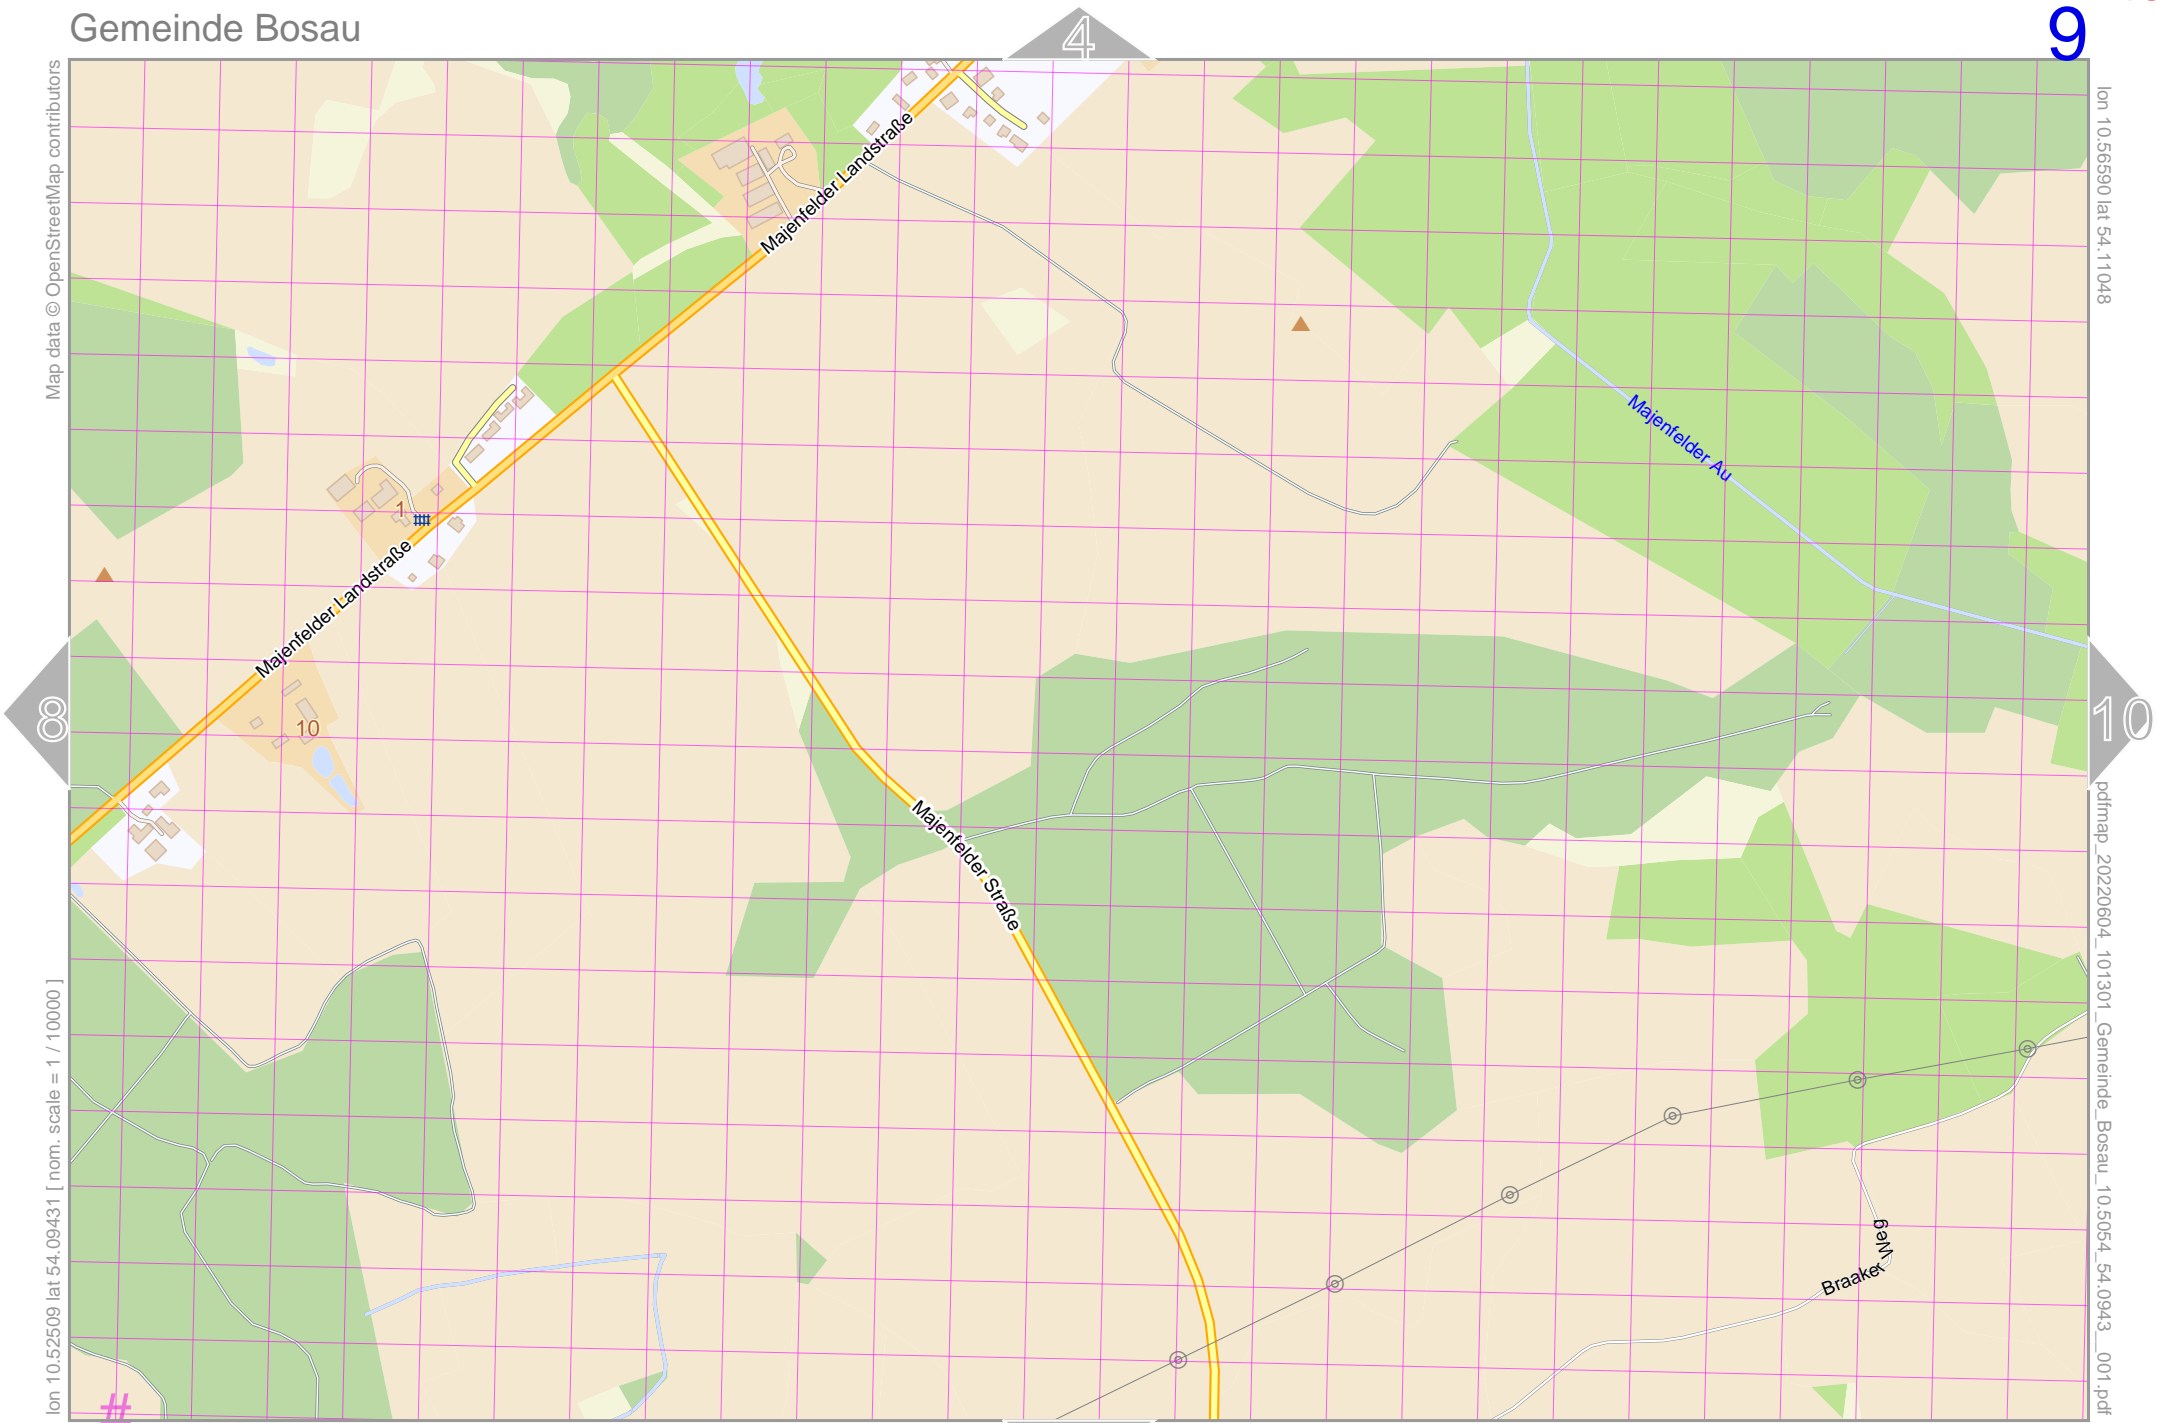 Gemeinde Bosau
4
9
Map data © OpenStreetMap contributors
lon 10.56590 lat 54.11048
Majenfelder Landstraße
Majenfelder Au
1
Majenfelder Landstraße
8
10
10
Majenfelder Straße
lon 10.52509 lat 54.09431 [ nom. scale = 1 / 10000 ]
pdfmap_20220604_101301_Gemeinde_Bosau_10.5054_54.0943__001.pdf
Braaker Weg
#